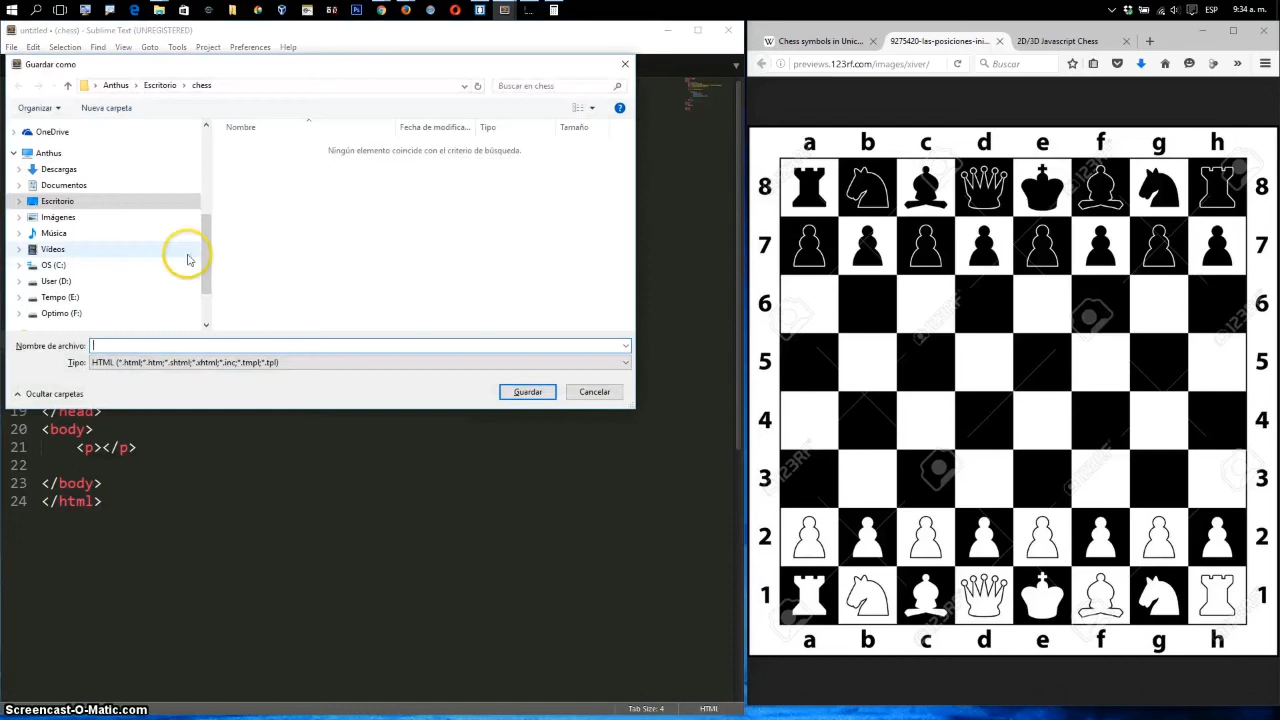 ESP 9:34 a. m.
untitled • (chess) - Sublime Text (UNREGISTERED)
File Edit Selection Find View Goto Tools Project Preferences Help
Guardar como
Anthus Escritorio chess
Buscar en chess
Organizar Nueva carpeta
OneDrive
Anthus
Descargas
Documentos
Escritorio
Imágenes
Música
Vídeos
OS (C:)
User (D:)
Tempo (E:)
Optimo (F:)
Nombre Fecha de modifica... Tipo Tamaño
Ningún elemento coincide con el criterio de búsqueda.
Nombre de archivo:
Tipo: HTML (*.html;*.htm;*.shtml;*.xhtml;*.inc;*.tmpl;*.tpl)
Ocultar carpetas
Guardar Cancelar
19 </head>
20 <body>
21 <p></p>
22
23 </body>
24 </html>
Tab Size: 4 HTML
Screencast-O-Matic.com
Chess symbols in Unic... 9275420-las-posiciones-ini... 2D/3D Javascript Chess
previews.123rf.com/images/xiver/
Buscar
a b c d e f g h
8 8
7 7
6 6
5 5
4 4
3 3
2 2
1 1
a b c d e f g h